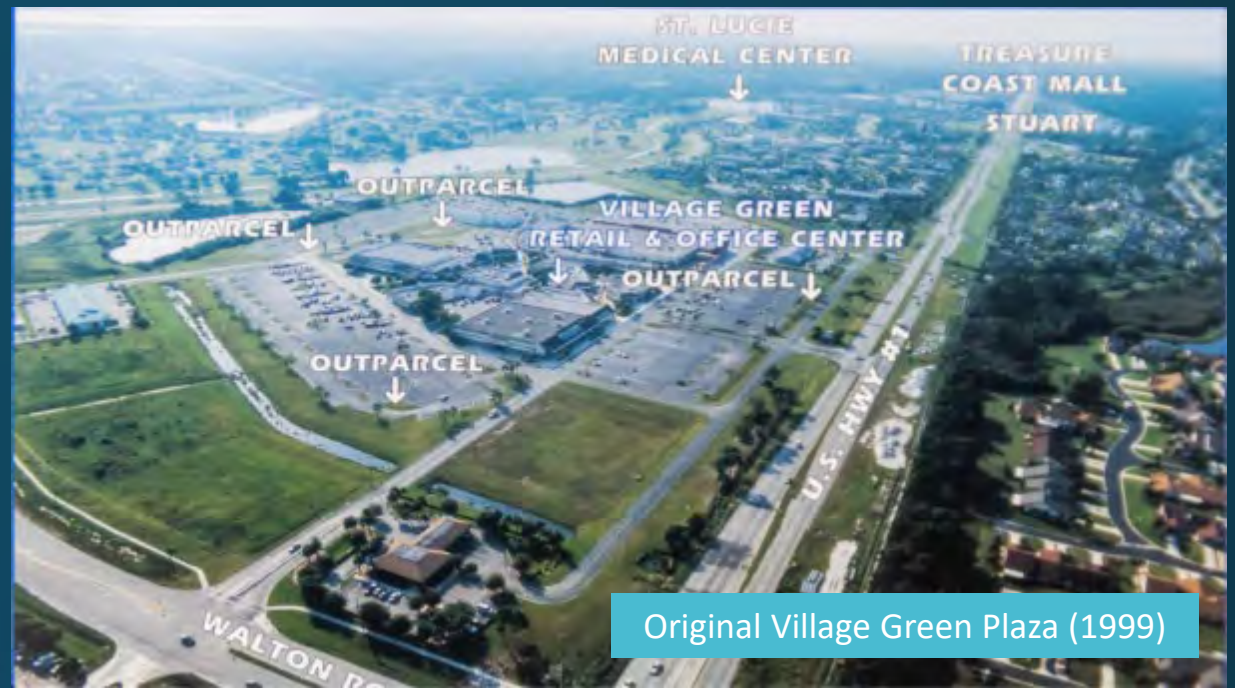 ST. LUCIE
MEDICAL CENTER
TREASURE
COAST MALL
STUART
OUTPARCEL
OUTPARCEL
VILLAGE GREEN
RETAIL & OFFICE CENTER
OUTPARCEL
OUTPARCEL
U.S. HWY #1
WALTON
Original Village Green Plaza (1999)